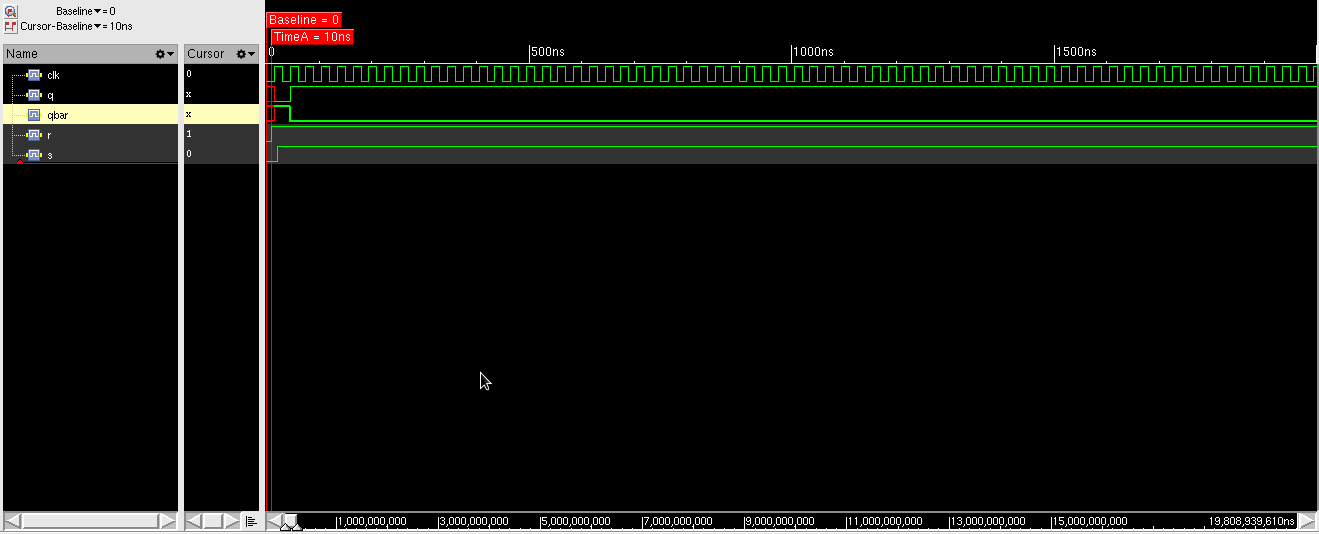 Baseline▼= 0
Cursor-Baseline▼= 10ns
Baseline = 0
TimeA = 10ns
Name
Cursor
0
500ns
1000ns
1500ns
clk 0
q x
qbar x
r 1
s 0
1,000,000,000
3,000,000,000
5,000,000,000
7,000,000,000
9,000,000,000
11,000,000,000
13,000,000,000
15,000,000,000
19,808,939,610ns